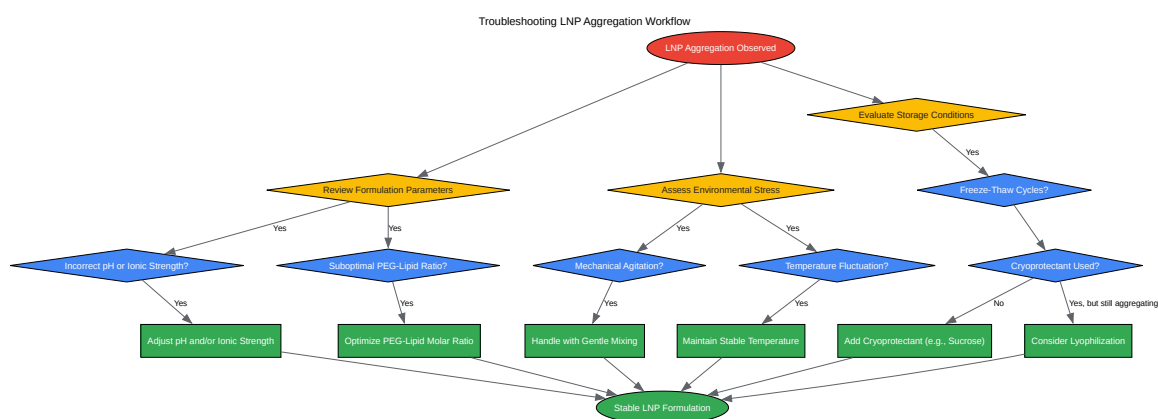 Troubleshooting LNP Aggregation Workflow
LNP Aggregation Observed
Evaluate Storage Conditions
Yes
Review Formulation Parameters
Assess Environmental Stress
Freeze-Thaw Cycles?
Yes
Yes
Yes
Yes
Incorrect pH or Ionic Strength?
Suboptimal PEG-Lipid Ratio?
Mechanical Agitation?
Temperature Fluctuation?
Cryoprotectant Used?
Yes
Yes
Yes
Yes
No
Yes, but still aggregating
Adjust pH and/or Ionic Strength
Optimize PEG-Lipid Molar Ratio
Handle with Gentle Mixing
Maintain Stable Temperature
Add Cryoprotectant (e.g., Sucrose)
Consider Lyophilization
Stable LNP Formulation